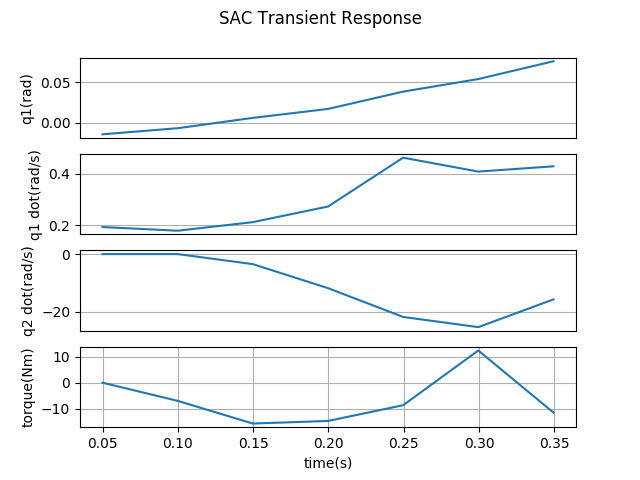 SAC Transient Response
q1(rad)
0.05
0.00
q1 dot(rad/s)
0.4
0.2
q2 dot(rad/s)
0
−20
torque(Nm)
10
0
−10
0.05 0.10 0.15 0.20 0.25 0.30 0.35
time(s)